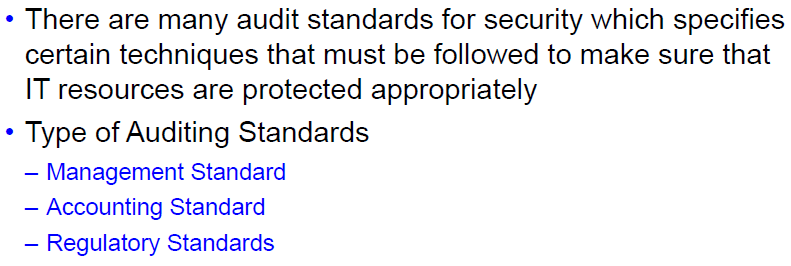 • There are many audit standards for security which specifies
certain techniques that must be followed to make sure that
IT resources are protected appropriately
• Type of Auditing Standards
– Management Standard
– Accounting Standard
– Regulatory Standards